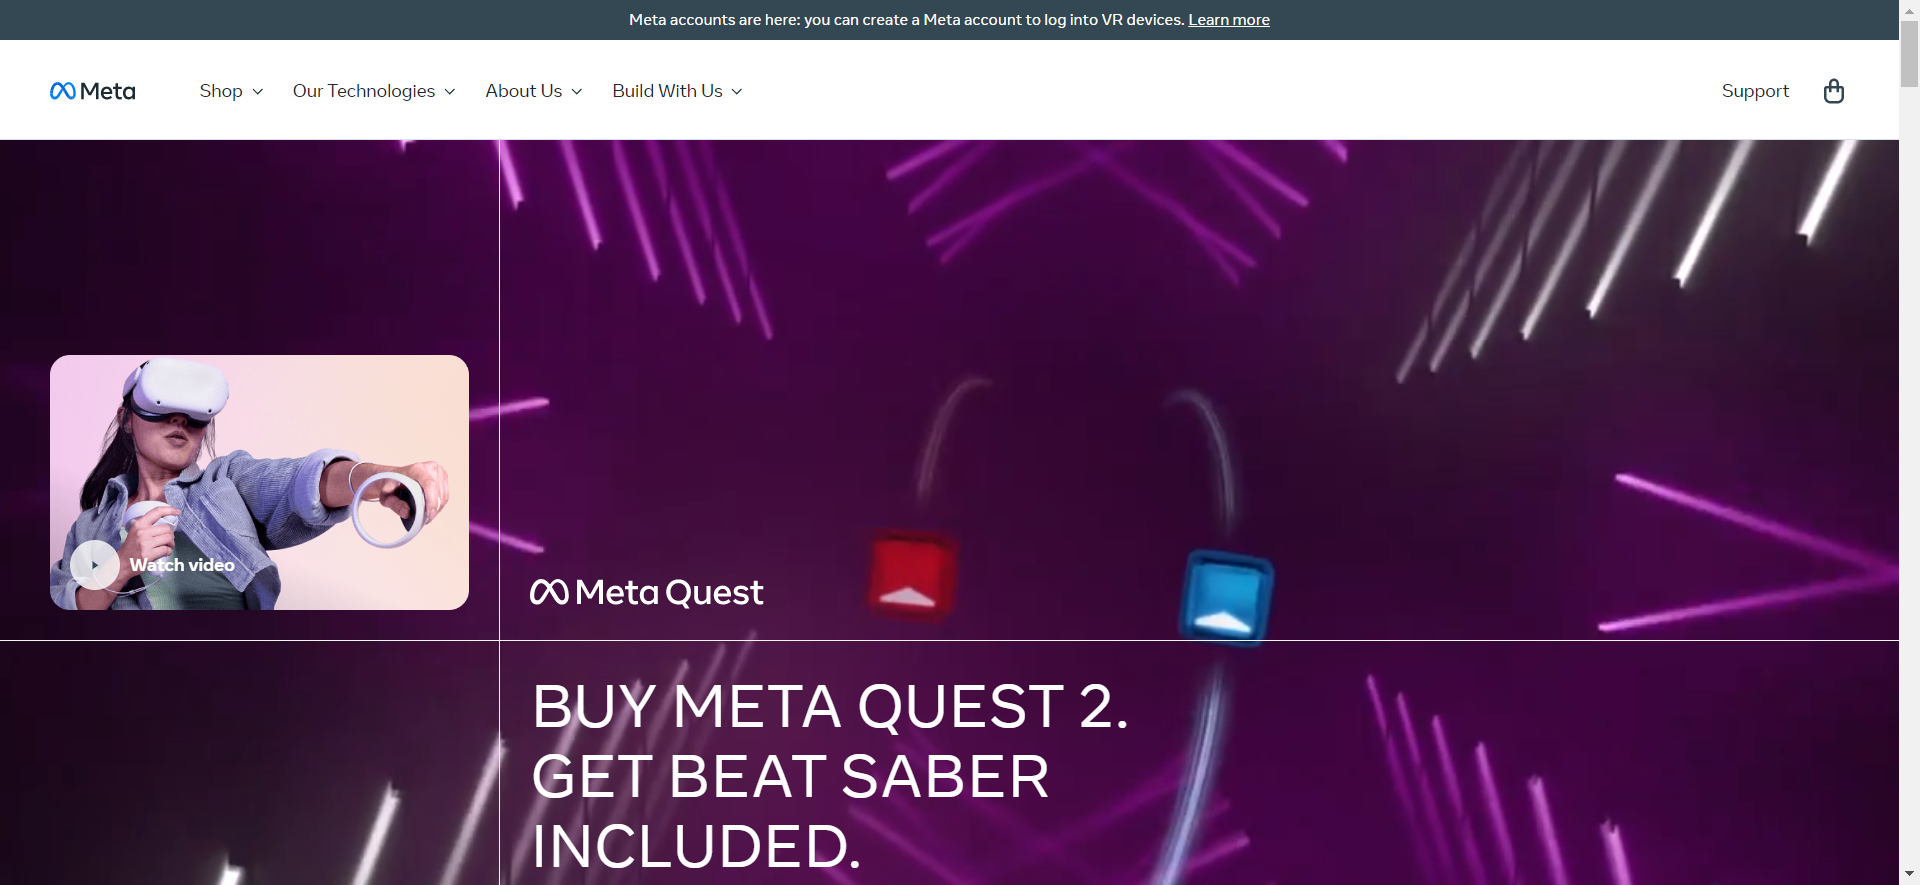 Meta accounts are here: you can create a Meta account to log into VR devices. Learn more
Meta
Shop
Our Technologies
About Us
Build With Us
Support
Watch video
Meta Quest
BUY META QUEST 2.
GET BEAT SABER
INCLUDED.